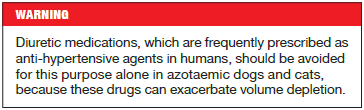 WARNING
Diuretic medications, which are frequently prescribed as
anti-hypertensive agents in humans, should be avoided
for this purpose alone in azotaemic dogs and cats,
because these drugs can exacerbate volume depletion.